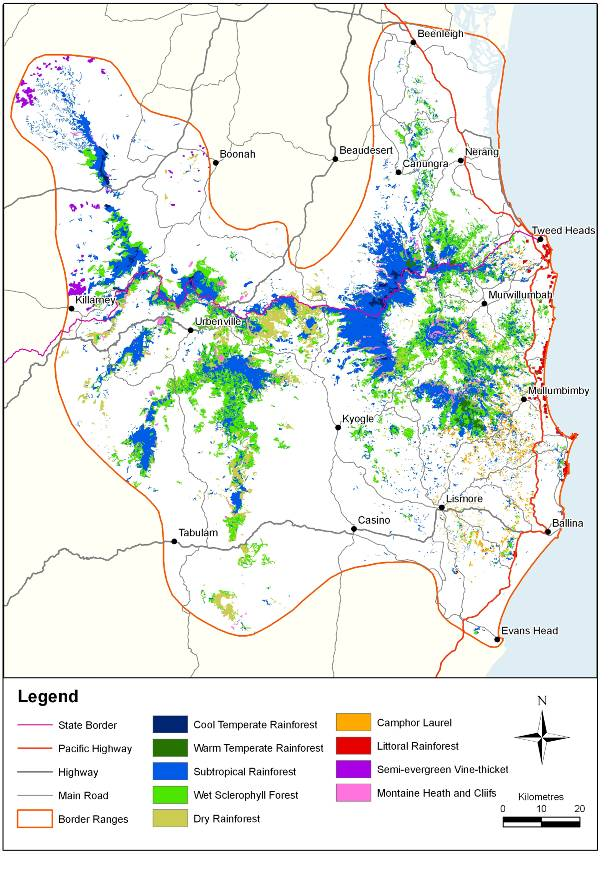 Beenleigh
Boonah
Beaudesert
Canungra
Nerang
Tweed Heads
Killarney
Murwillumbah
Urbenville
Mullumbimby
Kyogle
Lismore
Casino
Ballina
Tabulam
Evans Head
Legend
State Border
Pacific Highway
Highway
Main Road
Border Ranges
Cool Temperate Rainforest
Warm Temperate Rainforest
Subtropical Rainforest
Wet Sclerophyll Forest
Dry Rainforest
Camphor Laurel
Littoral Rainforest
Semi-evergreen Vine-thicket
Montaine Heath and Cliifs
N
Kilometres
0 10 20